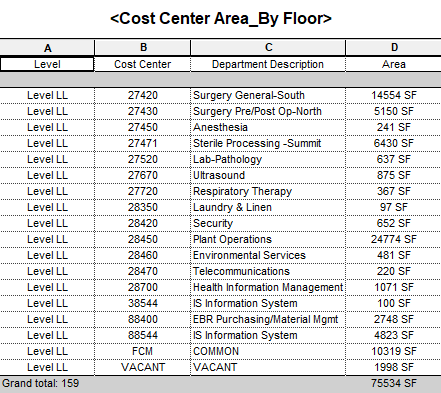 <Cost Center Area_By Floor>
A B C D
Level Cost Center Department Description Area
Level LL 27420 Surgery General-South 14554 SF
Level LL 27430 Surgery Pre/Post Op-North 5150 SF
Level LL 27450 Anesthesia 241 SF
Level LL 27471 Sterile Processing -Summit 6430 SF
Level LL 27520 Lab-Pathology 637 SF
Level LL 27670 Ultrasound 875 SF
Level LL 27720 Respiratory Therapy 367 SF
Level LL 28350 Laundry & Linen 97 SF
Level LL 28420 Security 652 SF
Level LL 28450 Plant Operations 24774 SF
Level LL 28460 Environmental Services 481 SF
Level LL 28470 Telecommunications 220 SF
Level LL 28700 Health Information Management 1071 SF
Level LL 38544 IS Information System 100 SF
Level LL 88400 EBR Purchasing/Material Mgmt 2748 SF
Level LL 88544 IS Information System 4823 SF
Level LL FCM COMMON 10319 SF
Level LL VACANT VACANT 1998 SF
Grand total: 159 75534 SF